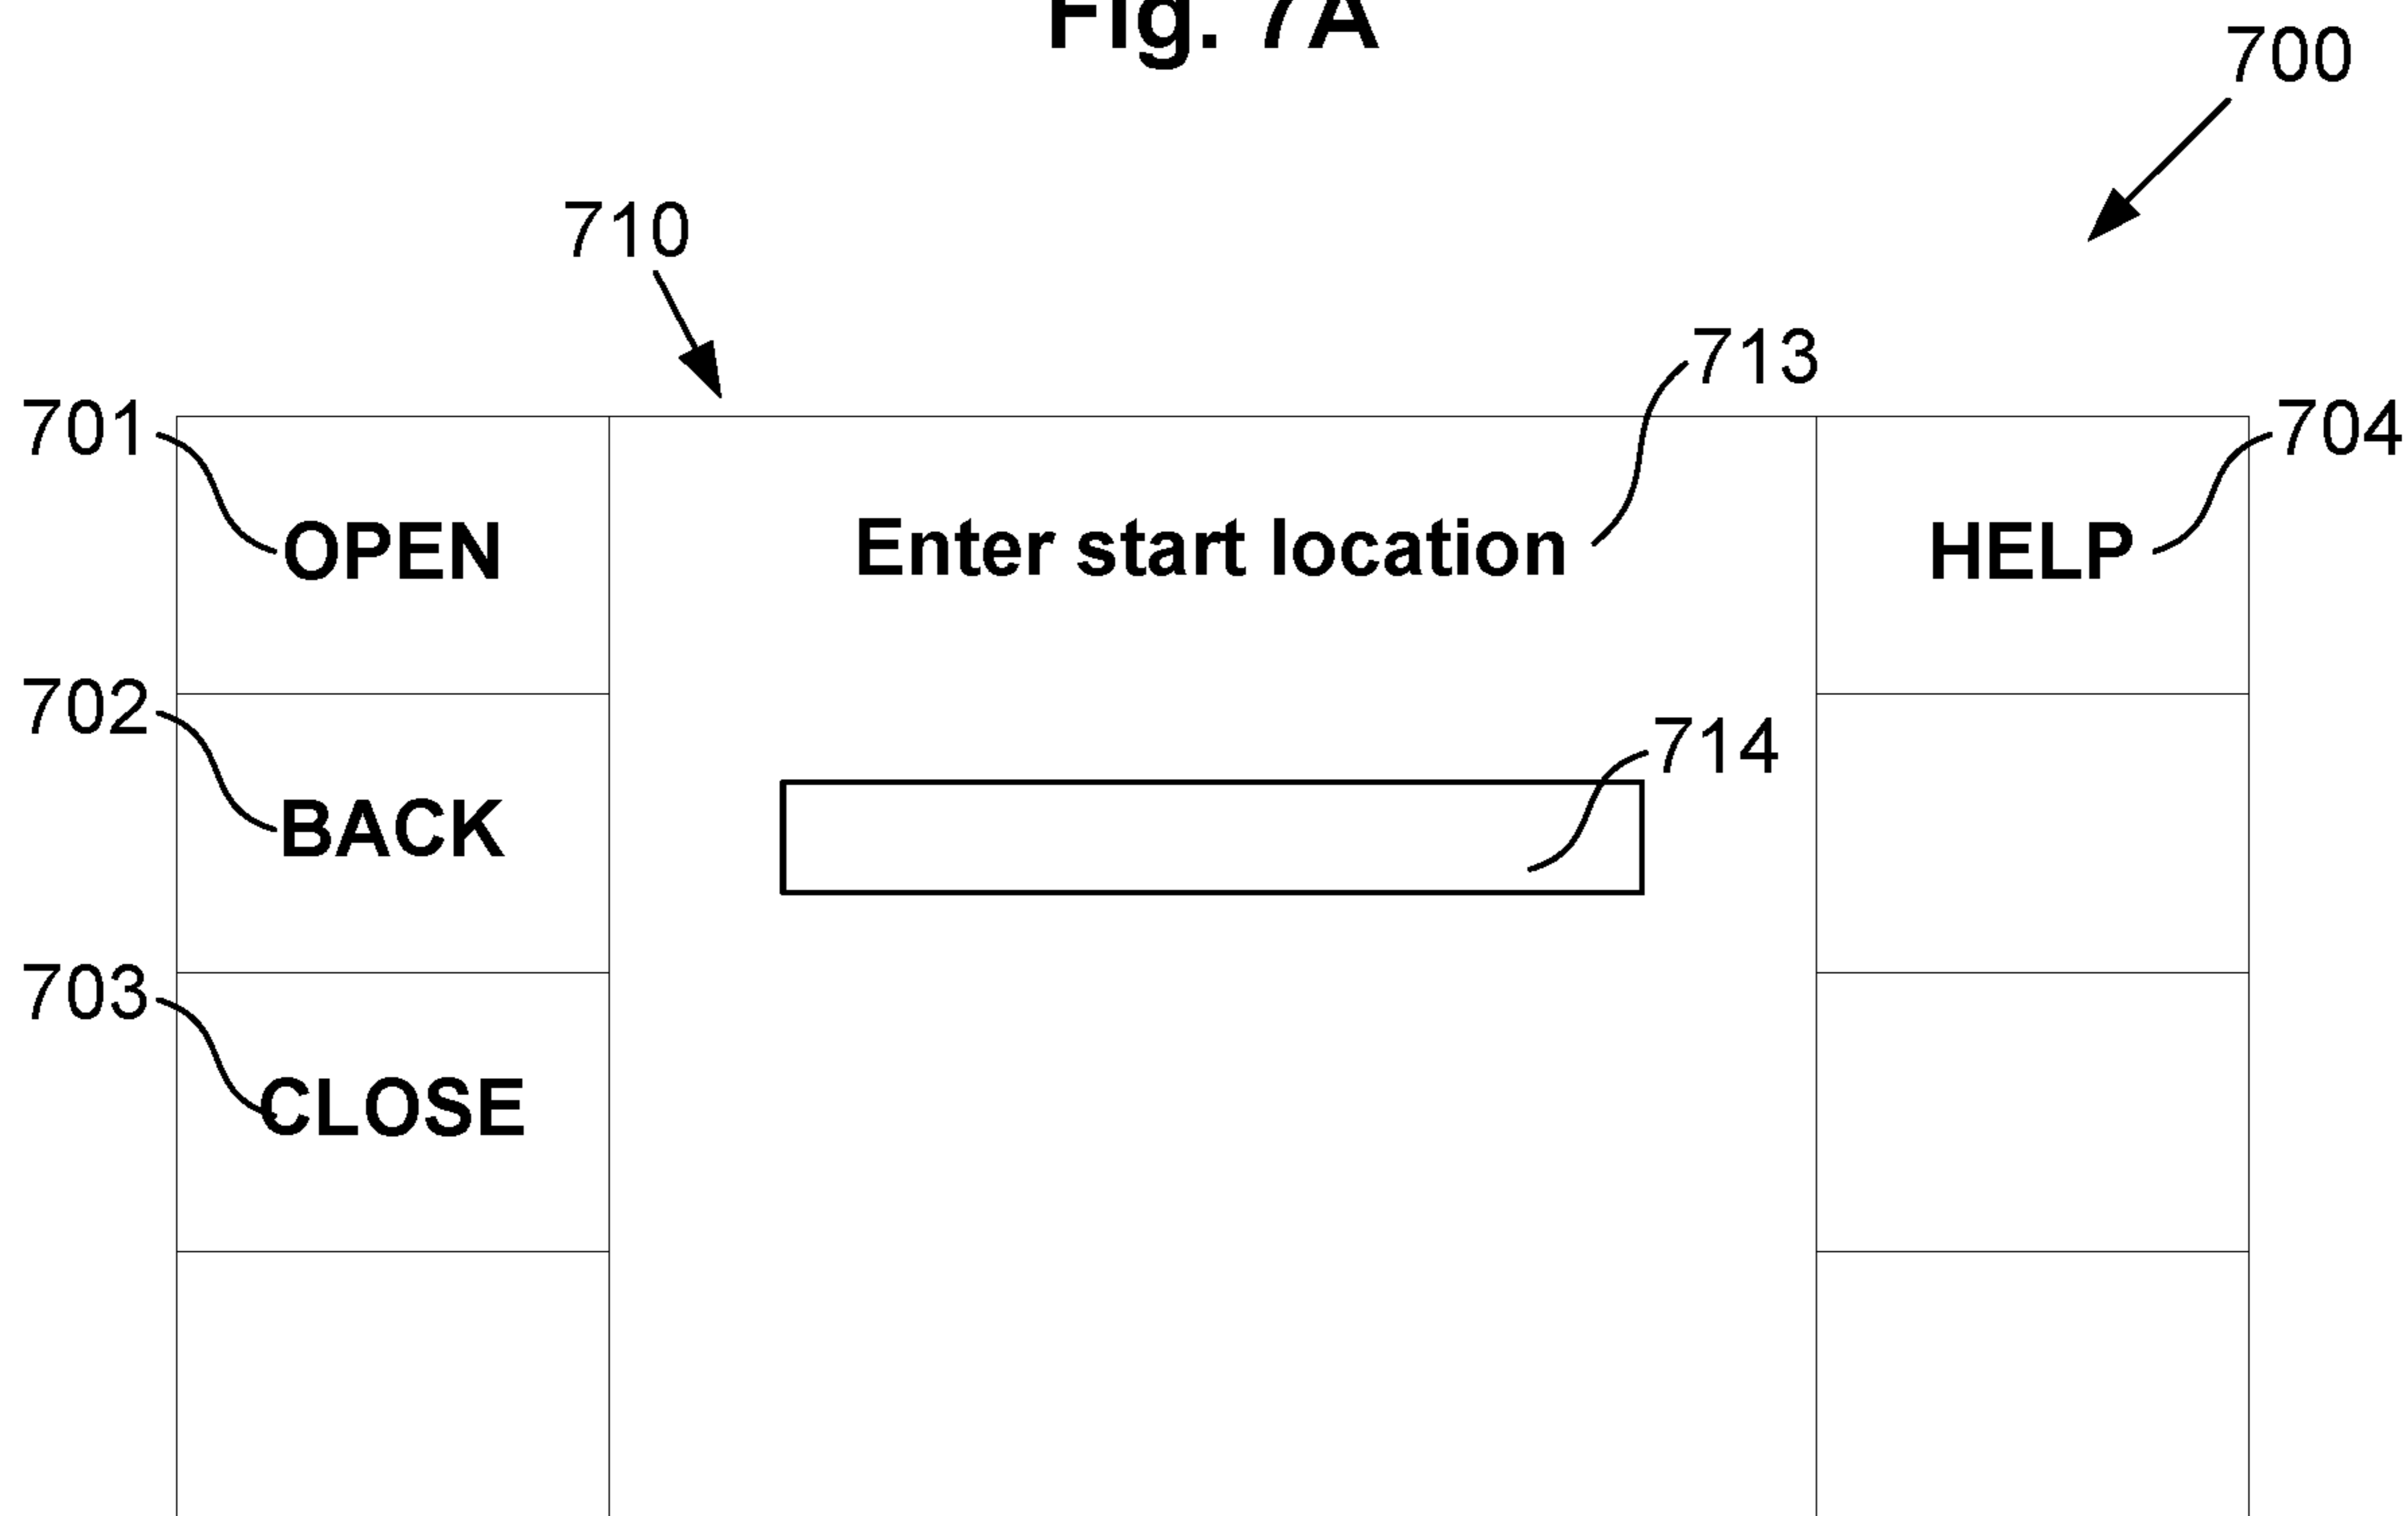 Fig. 7A
700
710
713
701
704
OPEN
Enter start location
HELP
702
714
BACK
703
CLOSE